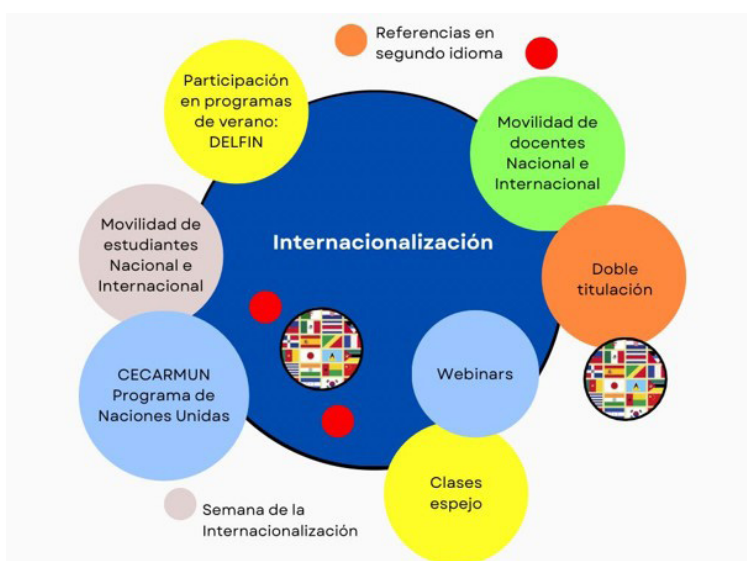 Referencias en
segundo idioma
Participación
en programas
de verano:
DELFIN
Movilidad de
docentes
Nacional e
Internacional
Movilidad de
estudiantes
Nacional e
Internacional
Internacionalización
Doble
titulación
CECARMUN
Programa de
Naciones Unidas
Webinars
Clases
espejo
Semana de la
Internacionalización